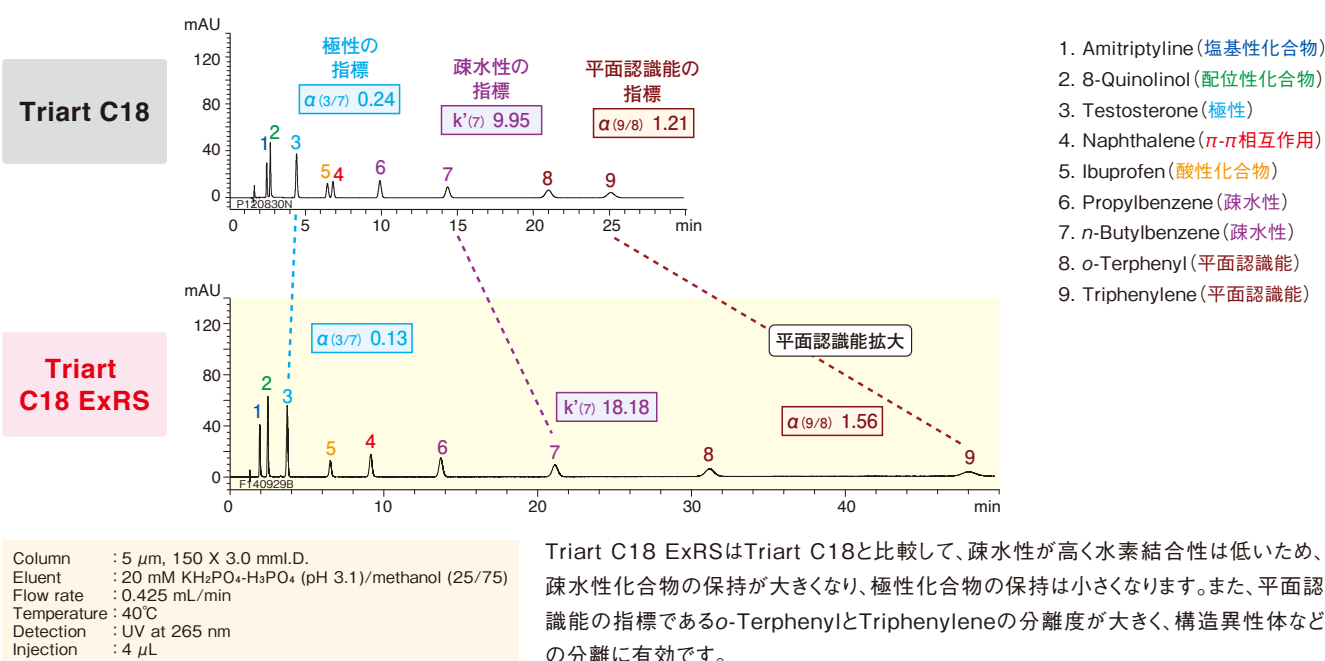 Triart C18
mAU
120
80
40
0
極性の
指標
α(3/7) 0.24
疎水性の
指標
k'(7) 9.95
平面認識能の
指標
α(9/8) 1.21
1
2
3
5
4
6
7
8
9
P120830N
0 5 10 15 20 25 min
1. Amitriptyline(塩基性化合物)
2. 8-Quinolinol(配位性化合物)
3. Testosterone(極性)
4. Naphthalene(π-π相互作用)
5. Ibuprofen(酸性化合物)
6. Propylbenzene(疎水性)
7. n-Butylbenzene(疎水性)
8. o-Terphenyl(平面認識能)
9. Triphenylene(平面認識能)
Triart
C18 ExRS
mAU
120
80
40
0
α(3/7) 0.13
k'(7) 18.18
平面認識能拡大
α(9/8) 1.56
1
2
3
5
4
6
7
8
9
F140929B
0 10 20 30 40 min
Column : 5 μm, 150 X 3.0 mmI.D.
Eluent : 20 mM KH₂PO₄-H₃PO₄ (pH 3.1)/methanol (25/75)
Flow rate : 0.425 mL/min
Temperature : 40℃
Detection : UV at 265 nm
Injection : 4 μL
Triart C18 ExRSはTriart C18と比較して、疎水性が高く水素結合性は低いため、
疎水性化合物の保持が大きくなり、極性化合物の保持は小さくなります。また、平面認
識能の指標であるo-TerphenylとTriphenyleneの分離度が大きく、構造異性体など
の分離に有効です。